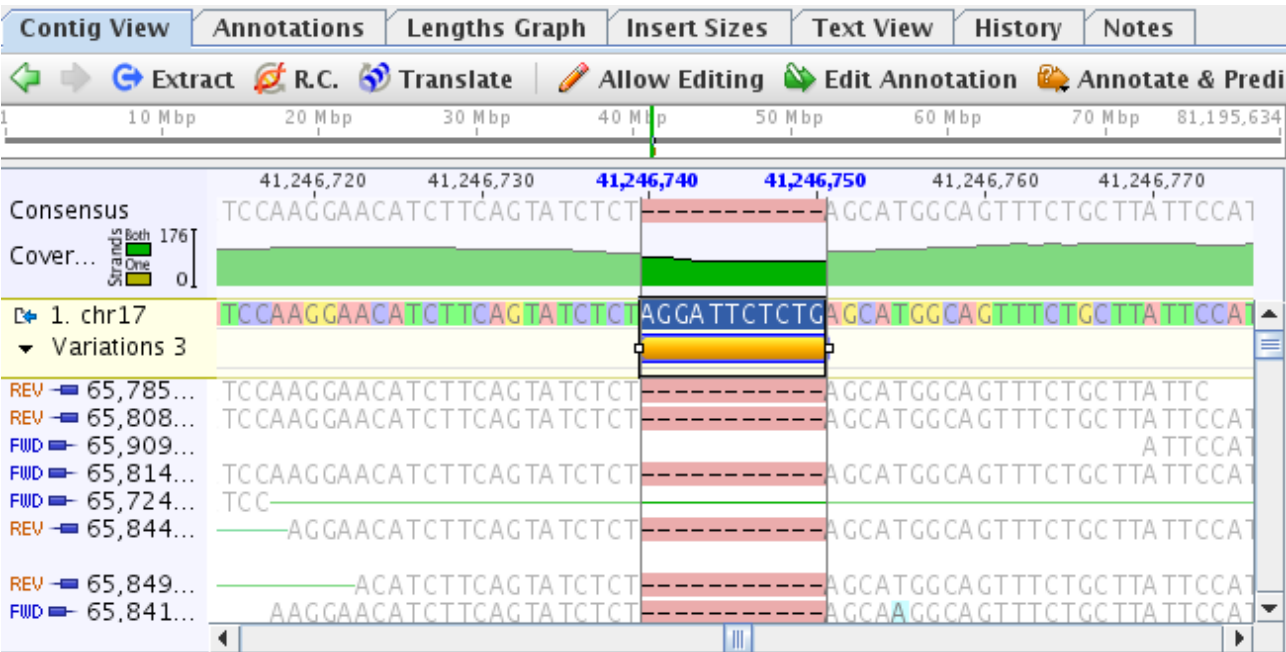 Contig View Annotations Lengths Graph Insert Sizes Text View History Notes
Extract R.C. Translate Allow Editing Edit Annotation Annotate & Predi
1 10 Mbp 20 Mbp 30 Mbp 40 Mbp 50 Mbp 60 Mbp 70 Mbp 81,195,634
41,246,720 41,246,730 41,246,740 41,246,750 41,246,760 41,246,770
Consensus TCCAAGGAACATCTTCAGTATCTCT-----------AGCATGGCAGTTTCTGCTTATTCCAT
Cover... Strands Both One 176 0
1. chr17 TCCAAGGAACATCTTCAGTATCTCTAGGATTCTCTGAGCATGGCAGTTTCTGCTTATTCCAT
Variations 3
REV 65,785... TCCAAGGAACATCTTCAGTATCTCT-----------AGCATGGCAGTTTCTGCTTATTC
REV 65,808... TCCAAGGAACATCTTCAGTATCTCT-----------AGCATGGCAGTTTCTGCTTATTCCAT
FWD 65,909... ATTCCAT
FWD 65,814... TCCAAGGAACATCTTCAGTATCTCT-----------AGCATGGCAGTTTCTGCTTATTCCAT
FWD 65,724... TCC
REV 65,844... AGGAACATCTTCAGTATCTCT-----------AGCATGGCAGTTTCTGCTTATTCCAT
REV 65,849... ACATCTTCAGTATCTCT-----------AGCATGGCAGTTTCTGCTTATTCCAT
FWD 65,841... AAGGAACATCTTCAGTATCTCT-----------AGCAAGGCAGTTTCTGCTTATTCCAT